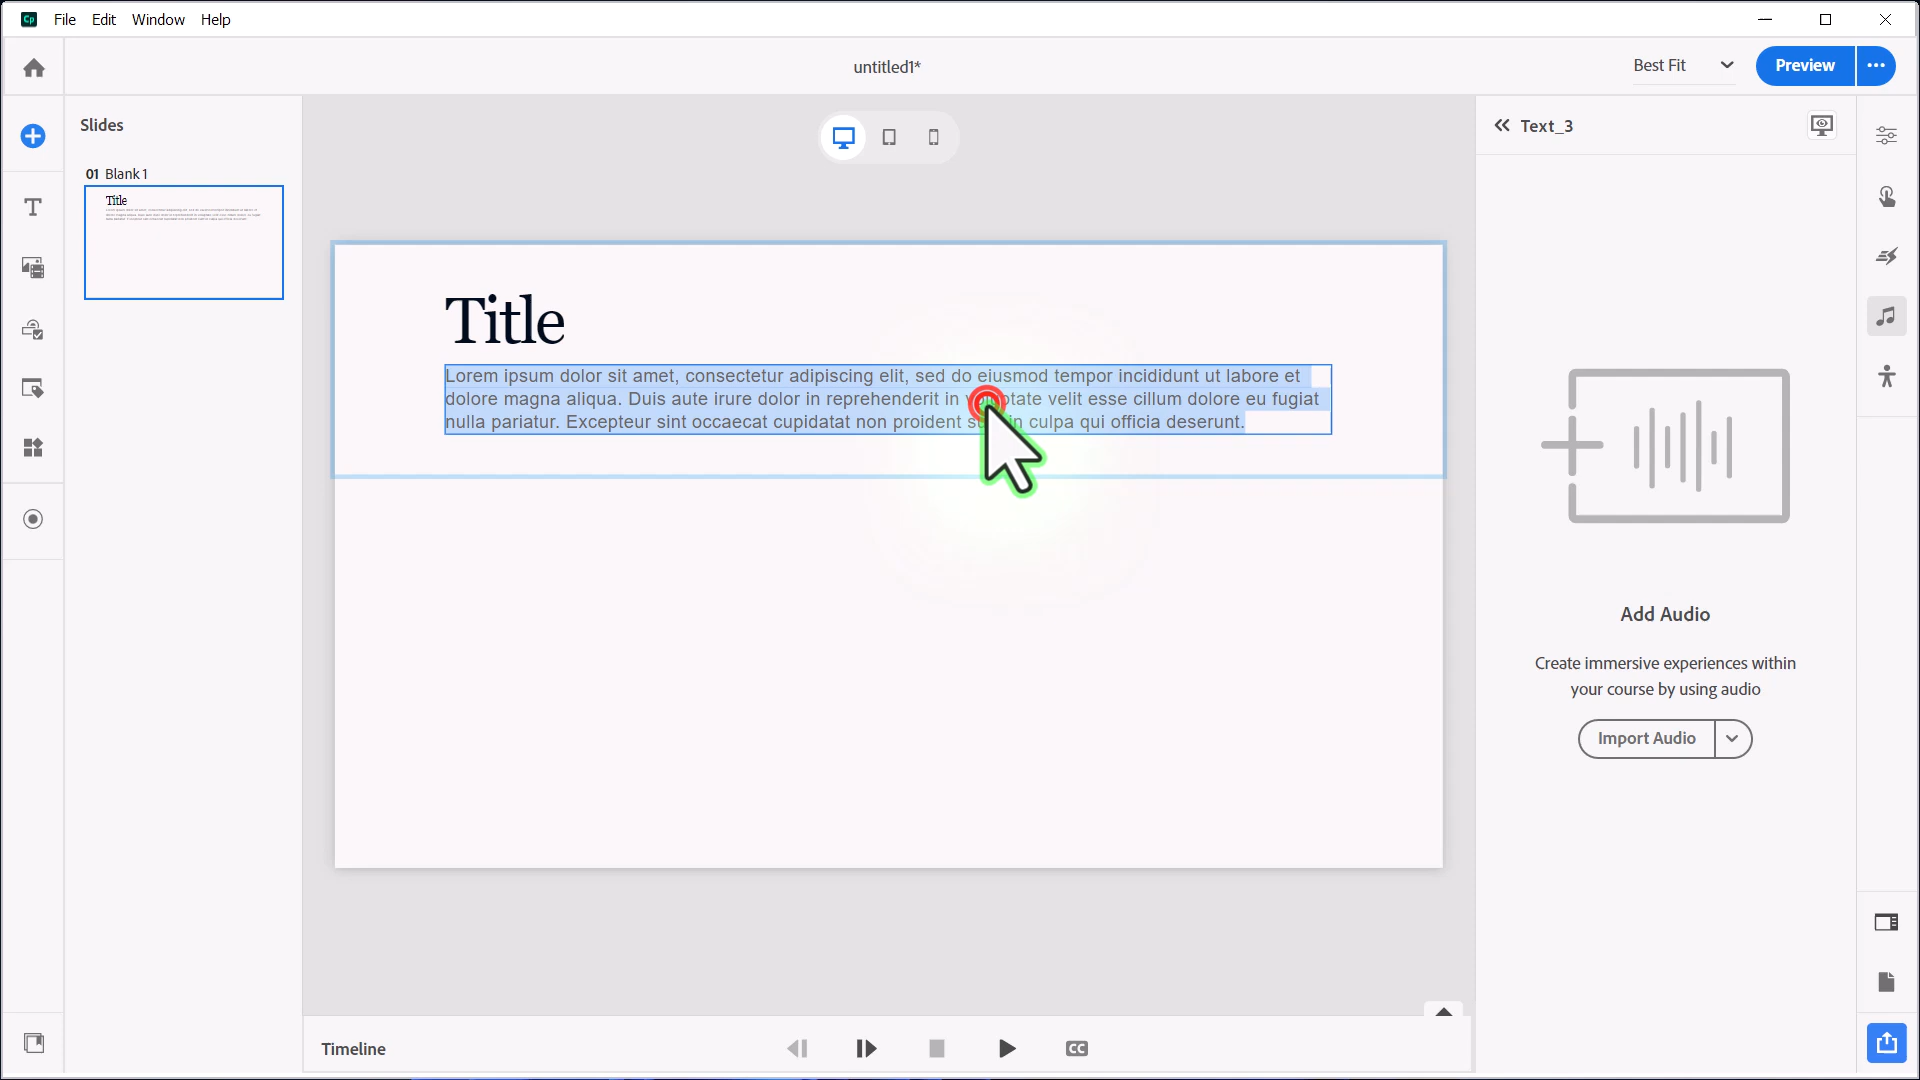 Cp File Edit Window Help
untitled1*
Best Fit
Preview
Slides
01 Blank 1
Title
Text_3
Title
Lorem ipsum dolor sit amet, consectetur adipiscing elit, sed do eiusmod tempor incididunt ut labore et
dolore magna aliqua. Duis aute irure dolor in reprehenderit in velit esse cillum dolore eu fugiat
nulla pariatur. Excepteur sint occaecat cupidatat non proident in culpa qui officia deserunt.
Add Audio
Create immersive experiences within
your course by using audio
Import Audio
Timeline
CC